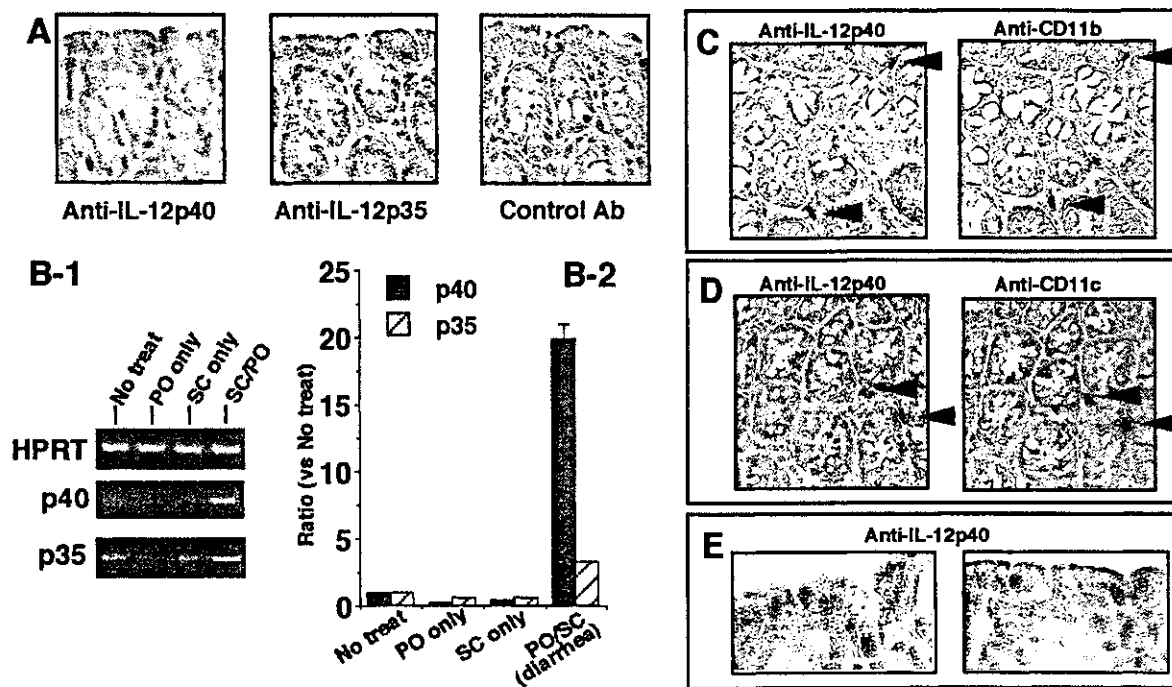 A
Anti-IL-12p40
Anti-IL-12p35
Control Ab
B-1
No treat
PO only
SC only
SC/PO
HPRT
p40
p35
B-2
p40
p35
Ratio (vs No treat)
25
20
15
10
5
0
No treat
PO only
SC only
PO/SC
(diarrhea)
C
Anti-IL-12p40
Anti-CD11b
D
Anti-IL-12p40
Anti-CD11c
E
Anti-IL-12p40